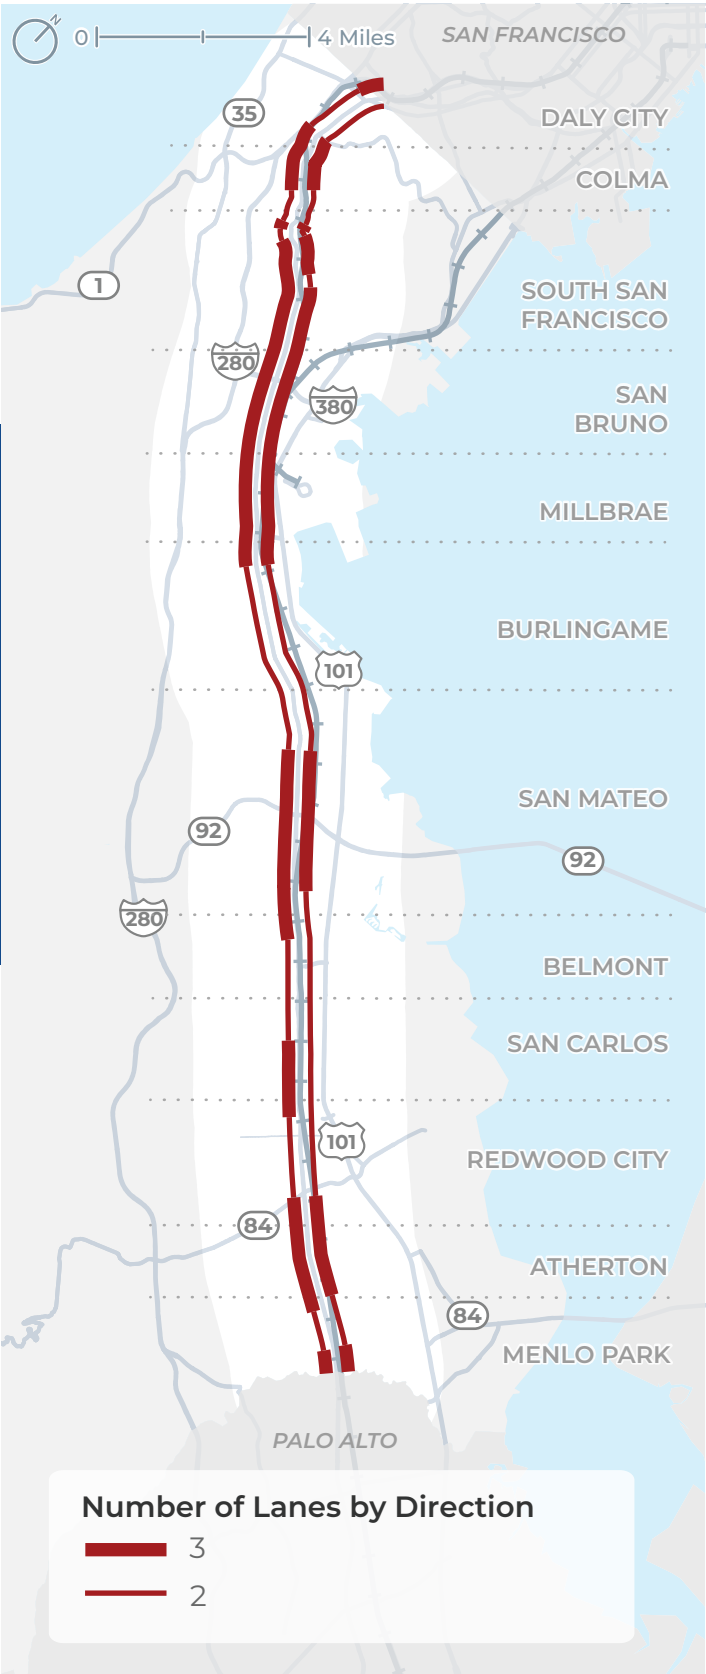 N
0 4 Miles
SAN FRANCISCO
35
DALY CITY
COLMA
1
SOUTH SAN
FRANCISCO
280
SAN
BRUNO
380
MILLBRAE
BURLINGAME
101
SAN MATEO
92
92
280
BELMONT
SAN CARLOS
101
REDWOOD CITY
84
ATHERTON
84
MENLO PARK
PALO ALTO
Number of Lanes by Direction
3
2